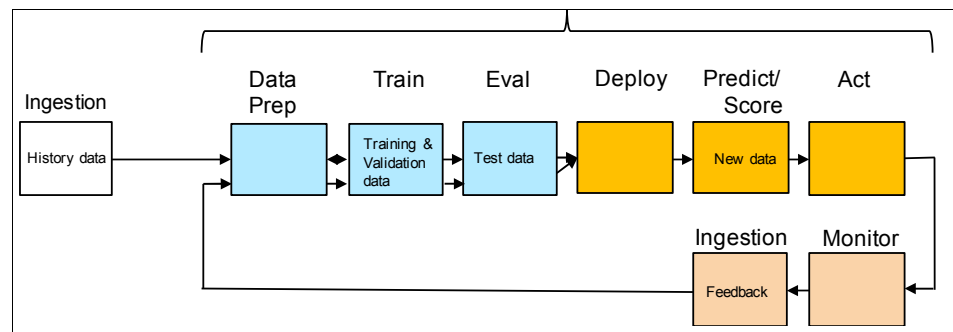 Ingestion
History data
Data
Prep
Train
Training &
Validation
data
Eval
Test data
Deploy
Predict/
Score
New data
Act
Ingestion
Feedback
Monitor